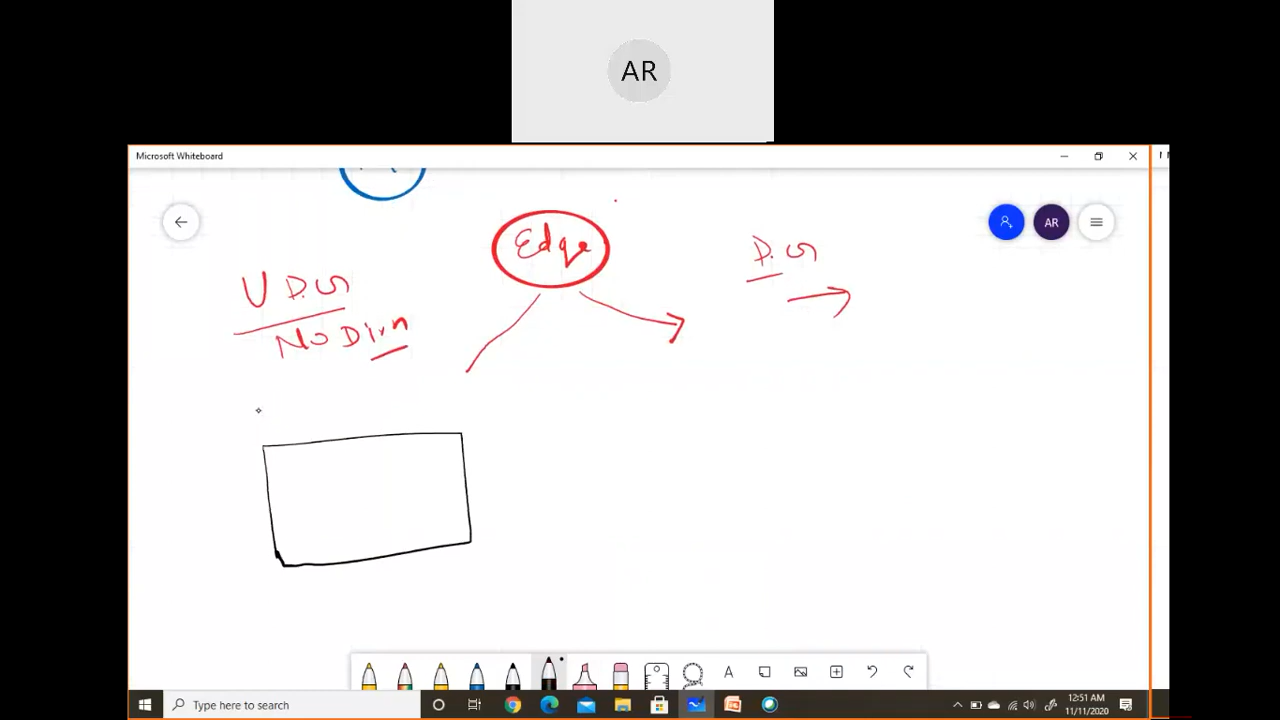 AR
Microsoft Whiteboard
AR
Edge
D.G
U D.G
No Dirn
A
Type here to search
12:51 AM
11/11/2020